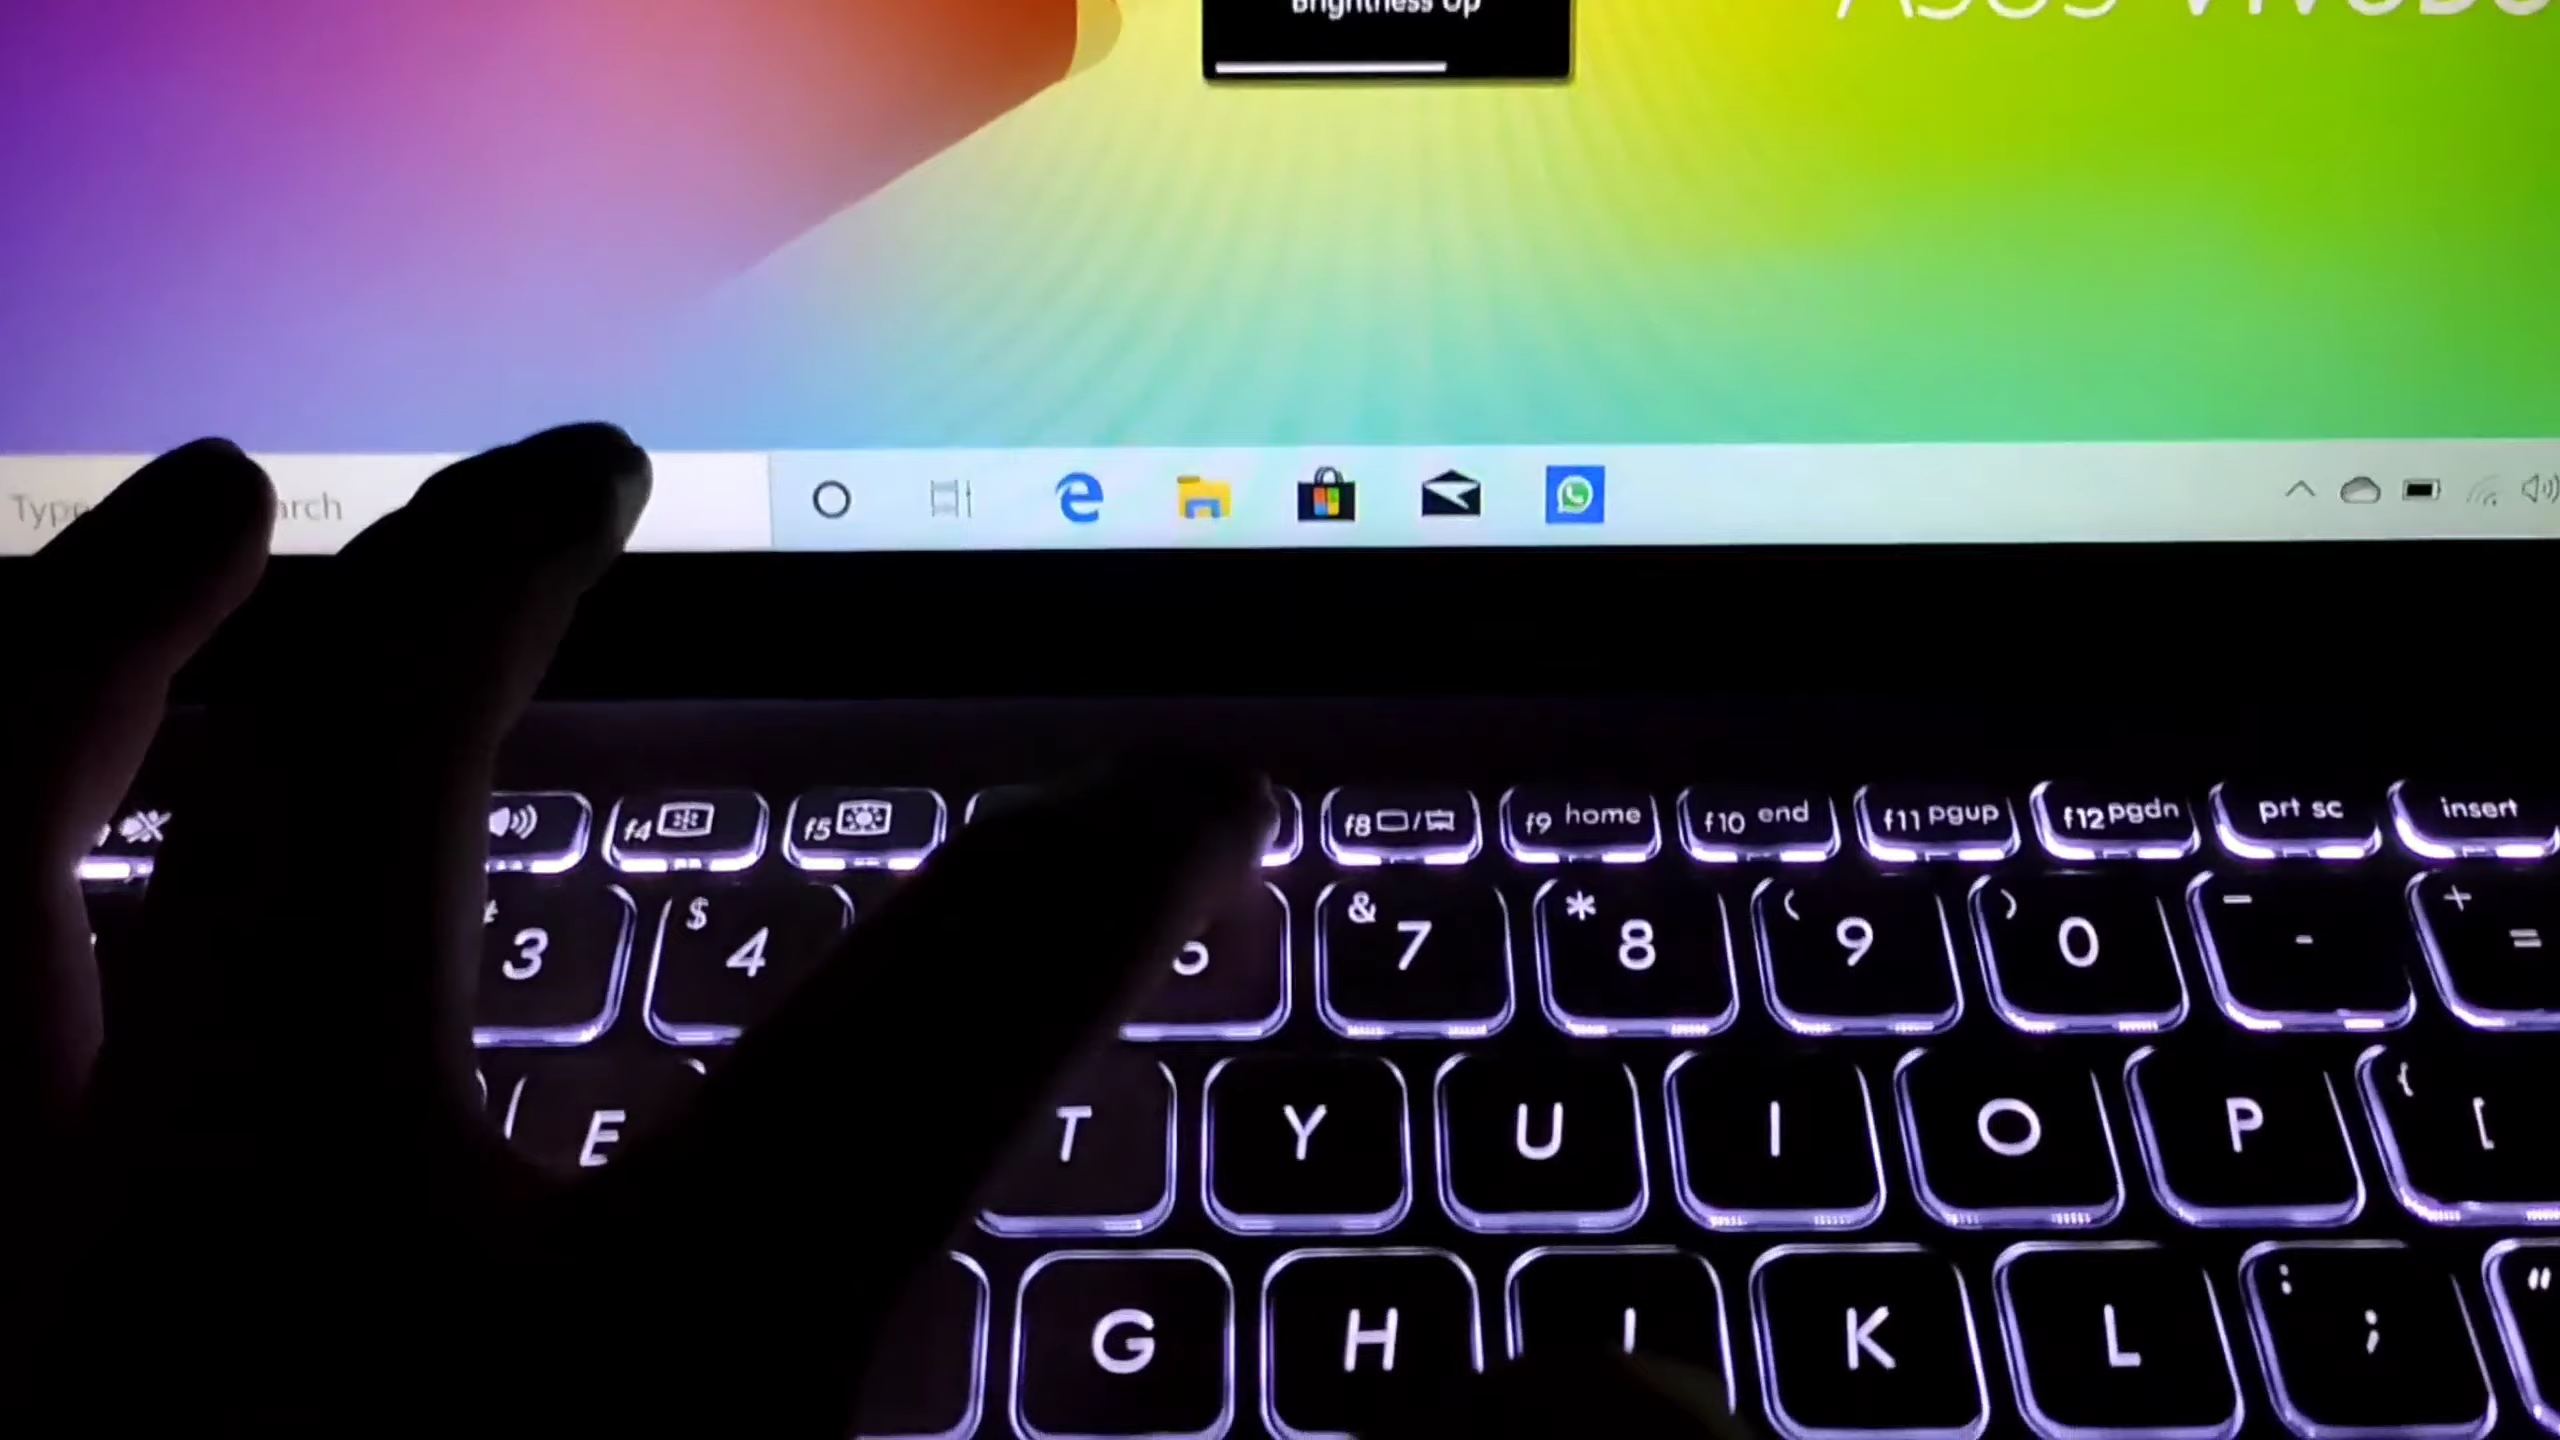 Brightness Up
ASUS
f4
f5
f8 /
f9 home
f10 end
f11 pgup
f12 pgdn
prt sc
insert
3
$ 4
& 7
* 8
( 9
) 0
_ -
+ =
E
T
Y
U
I
O
P
{ [
G
H
K
L
: ;
"